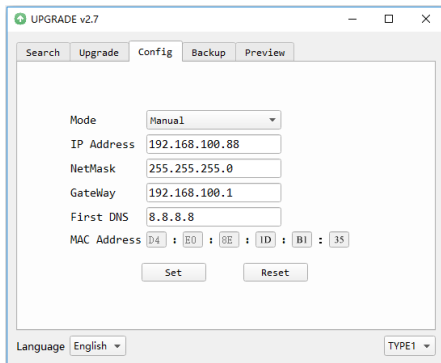 UPGRADE v2.7
Search Upgrade Config Backup Preview
Mode Manual
IP Address 192.168.100.88
NetMask 255.255.255.0
GateWay 192.168.100.1
First DNS 8.8.8.8
MAC Address D4 : E0 : 8E : 1D : B1 : 35
Set Reset
Language English TYPE1